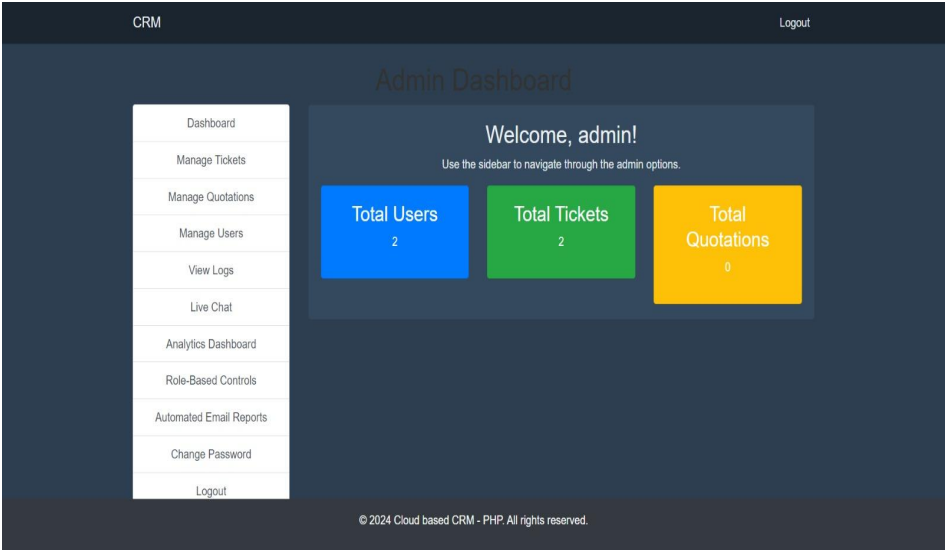 CRM
Logout
Admin Dashboard
Dashboard
Manage Tickets
Manage Quotations
Manage Users
View Logs
Live Chat
Analytics Dashboard
Role-Based Controls
Automated Email Reports
Change Password
Logout
Welcome, admin!
Use the sidebar to navigate through the admin options.
Total Users
2
Total Tickets
2
Total
Quotations
0
© 2024 Cloud based CRM - PHP. All rights reserved.